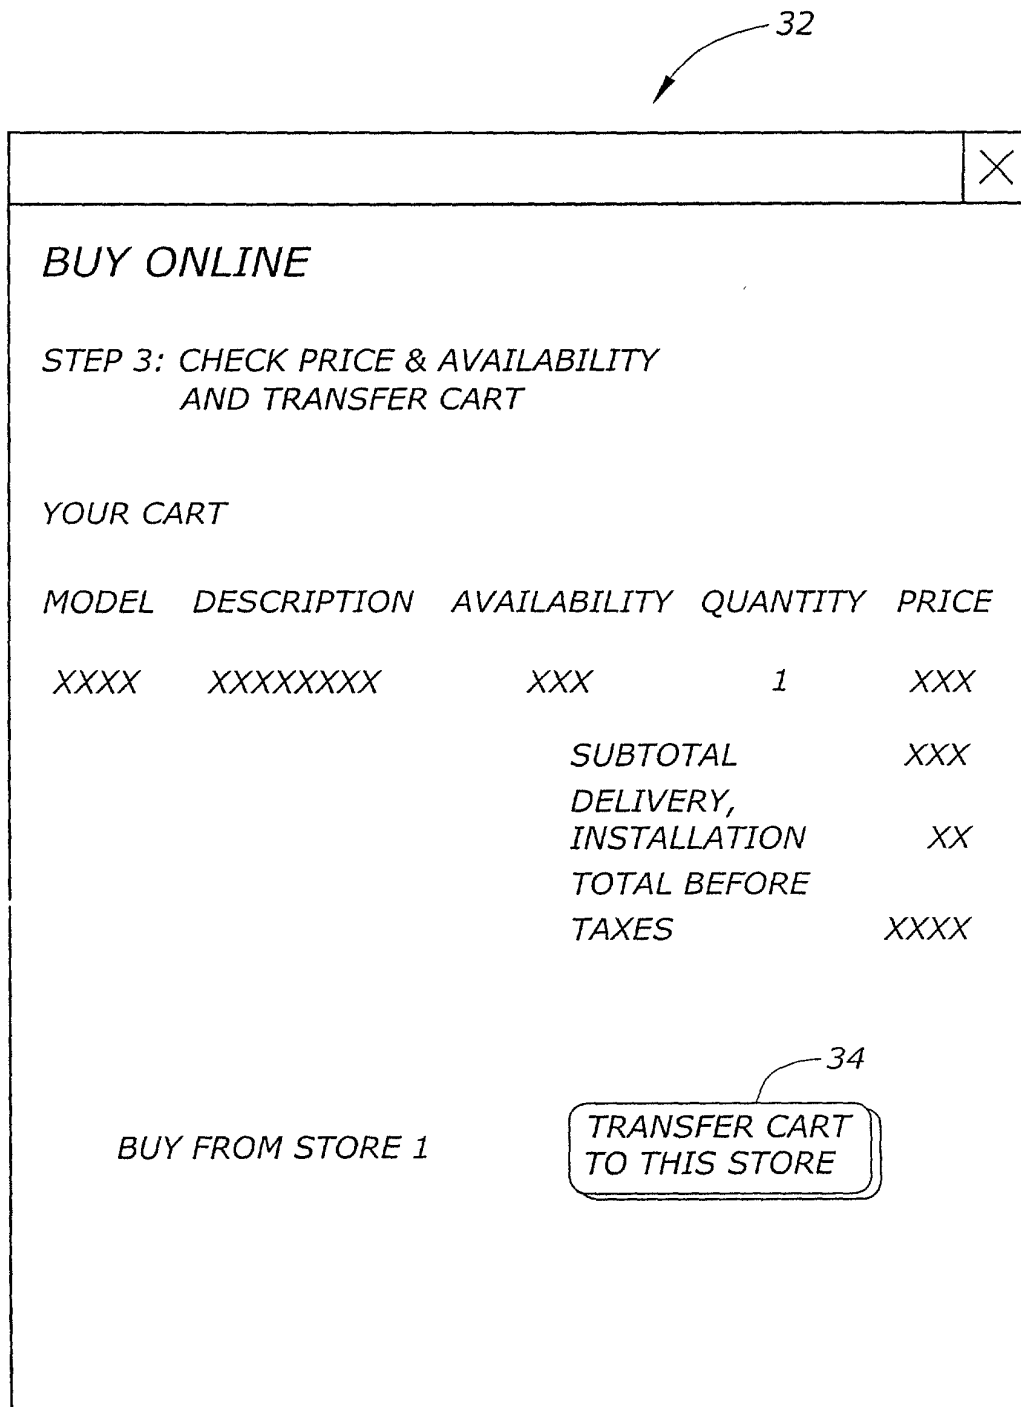 32
X
BUY ONLINE
STEP 3: CHECK PRICE & AVAILABILITY
AND TRANSFER CART
YOUR CART
MODEL DESCRIPTION AVAILABILITY QUANTITY PRICE
XXXX XXXXXXXX XXX 1 XXX
SUBTOTAL XXX
DELIVERY,
INSTALLATION XX
TOTAL BEFORE
TAXES XXXX
34
BUY FROM STORE 1
TRANSFER CART
TO THIS STORE